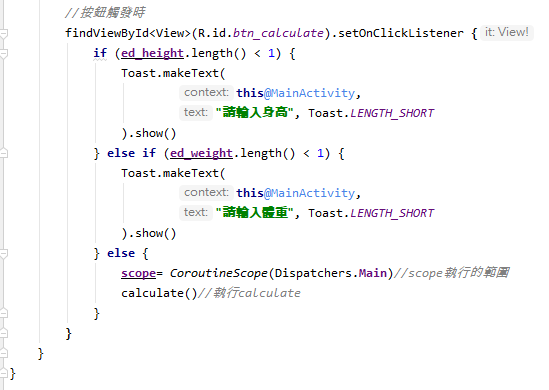 //按鈕觸發時
findViewById<View>(R.id.btn_calculate).setOnClickListener { it: View!
if (ed_height.length() < 1) {
Toast.makeText(
context: this@MainActivity,
text: "請輸入身高", Toast.LENGTH_SHORT
).show()
} else if (ed_weight.length() < 1) {
Toast.makeText(
context: this@MainActivity,
text: "請輸入體重", Toast.LENGTH_SHORT
).show()
} else {
scope= CoroutineScope(Dispatchers.Main)//scope執行的範圍
calculate()//執行calculate
}
}
}
}